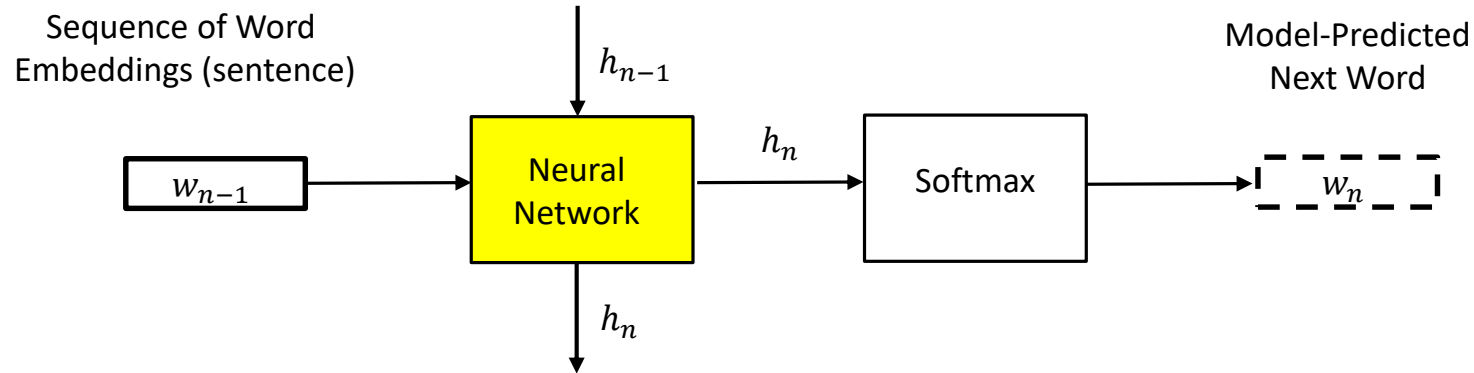 Sequence of Word
Embeddings (sentence)
h_{n-1}
Model-Predicted
Next Word
w_{n-1}
Neural
Network
h_n
Softmax
w_n
h_n